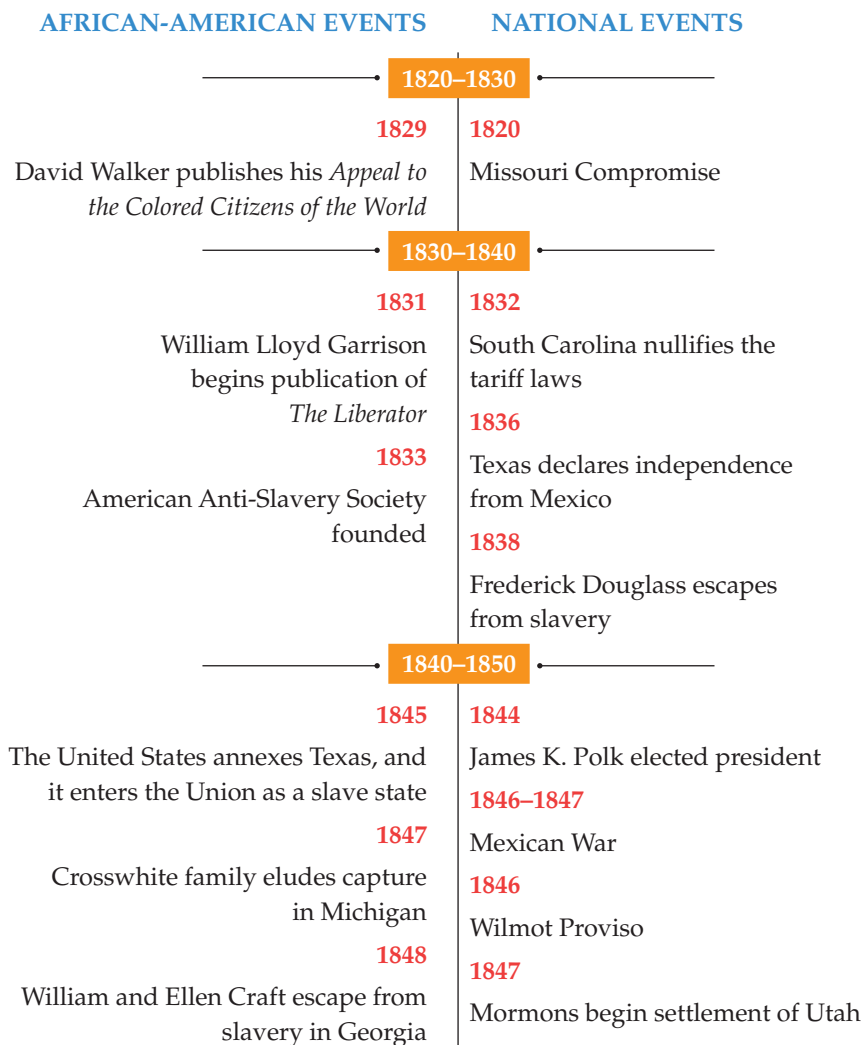 AFRICAN-AMERICAN EVENTS
NATIONAL EVENTS
1820–1830
1829
David Walker publishes his Appeal to
the Colored Citizens of the World
1820
Missouri Compromise
1830–1840
1831
William Lloyd Garrison
begins publication of
The Liberator
1833
American Anti-Slavery Society
founded
1832
South Carolina nullifies the
tariff laws
1836
Texas declares independence
from Mexico
1838
Frederick Douglass escapes
from slavery
1840–1850
1845
The United States annexes Texas, and
it enters the Union as a slave state
1847
Crosswhite family eludes capture
in Michigan
1848
William and Ellen Craft escape from
slavery in Georgia
1844
James K. Polk elected president
1846–1847
Mexican War
1846
Wilmot Proviso
1847
Mormons begin settlement of Utah